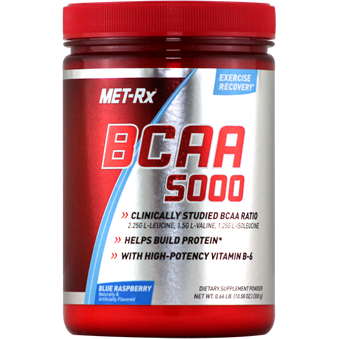 EXERCISE
RECOVERY*
MET-Rx®
BCAA
5000
» CLINICALLY STUDIED BCAA RATIO
2.25G L-LEUCINE, 1.5G L-VALINE, 1.25G L-ISOLEUCINE
» HELPS BUILD PROTEIN*
» WITH HIGH-POTENCY VITAMIN B-6
BLUE RASPBERRY
Naturally &
Artificially Flavored
DIETARY SUPPLEMENT POWDER
NET WT. 0.66 LB. (10.58 OZ.) (300 g)